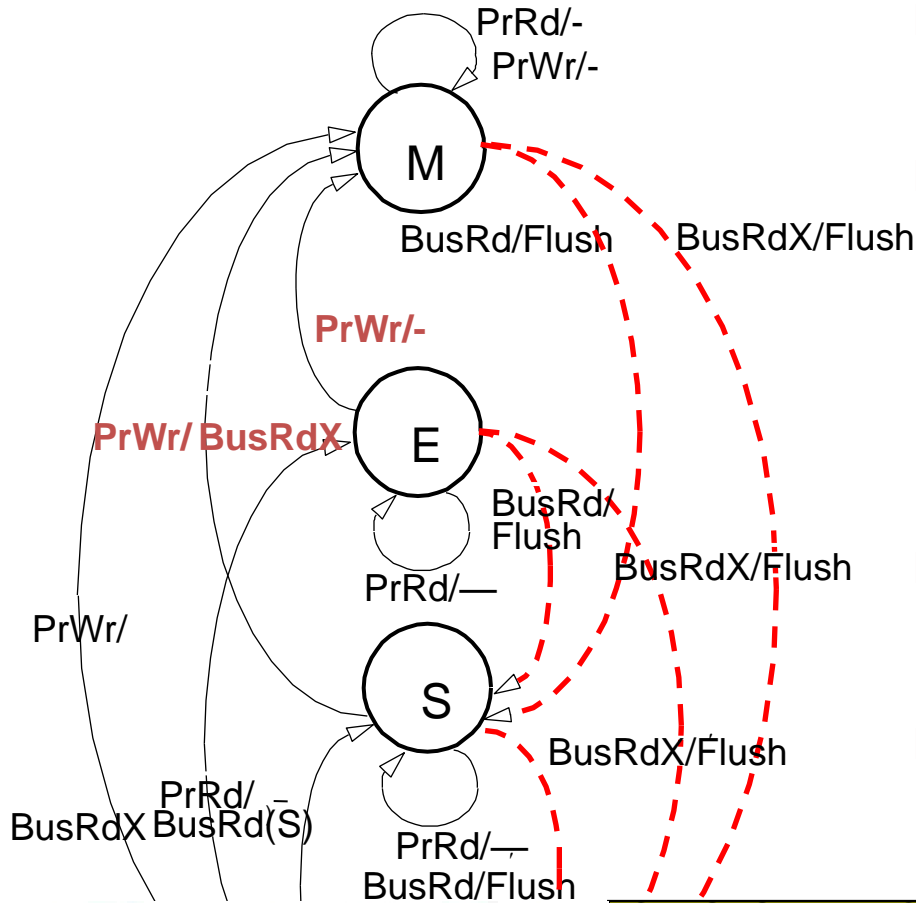 PrRd/-
PrWr/-
M
BusRd/Flush
BusRdX/Flush
PrWr/-
PrWr/ BusRdX
E
BusRd/
Flush
BusRdX/Flush
PrRd/—
PrWr/
S
BusRdX/Flush
PrRd/
BusRdX
BusRd(S̅)
PrRd/—
BusRd/Flush